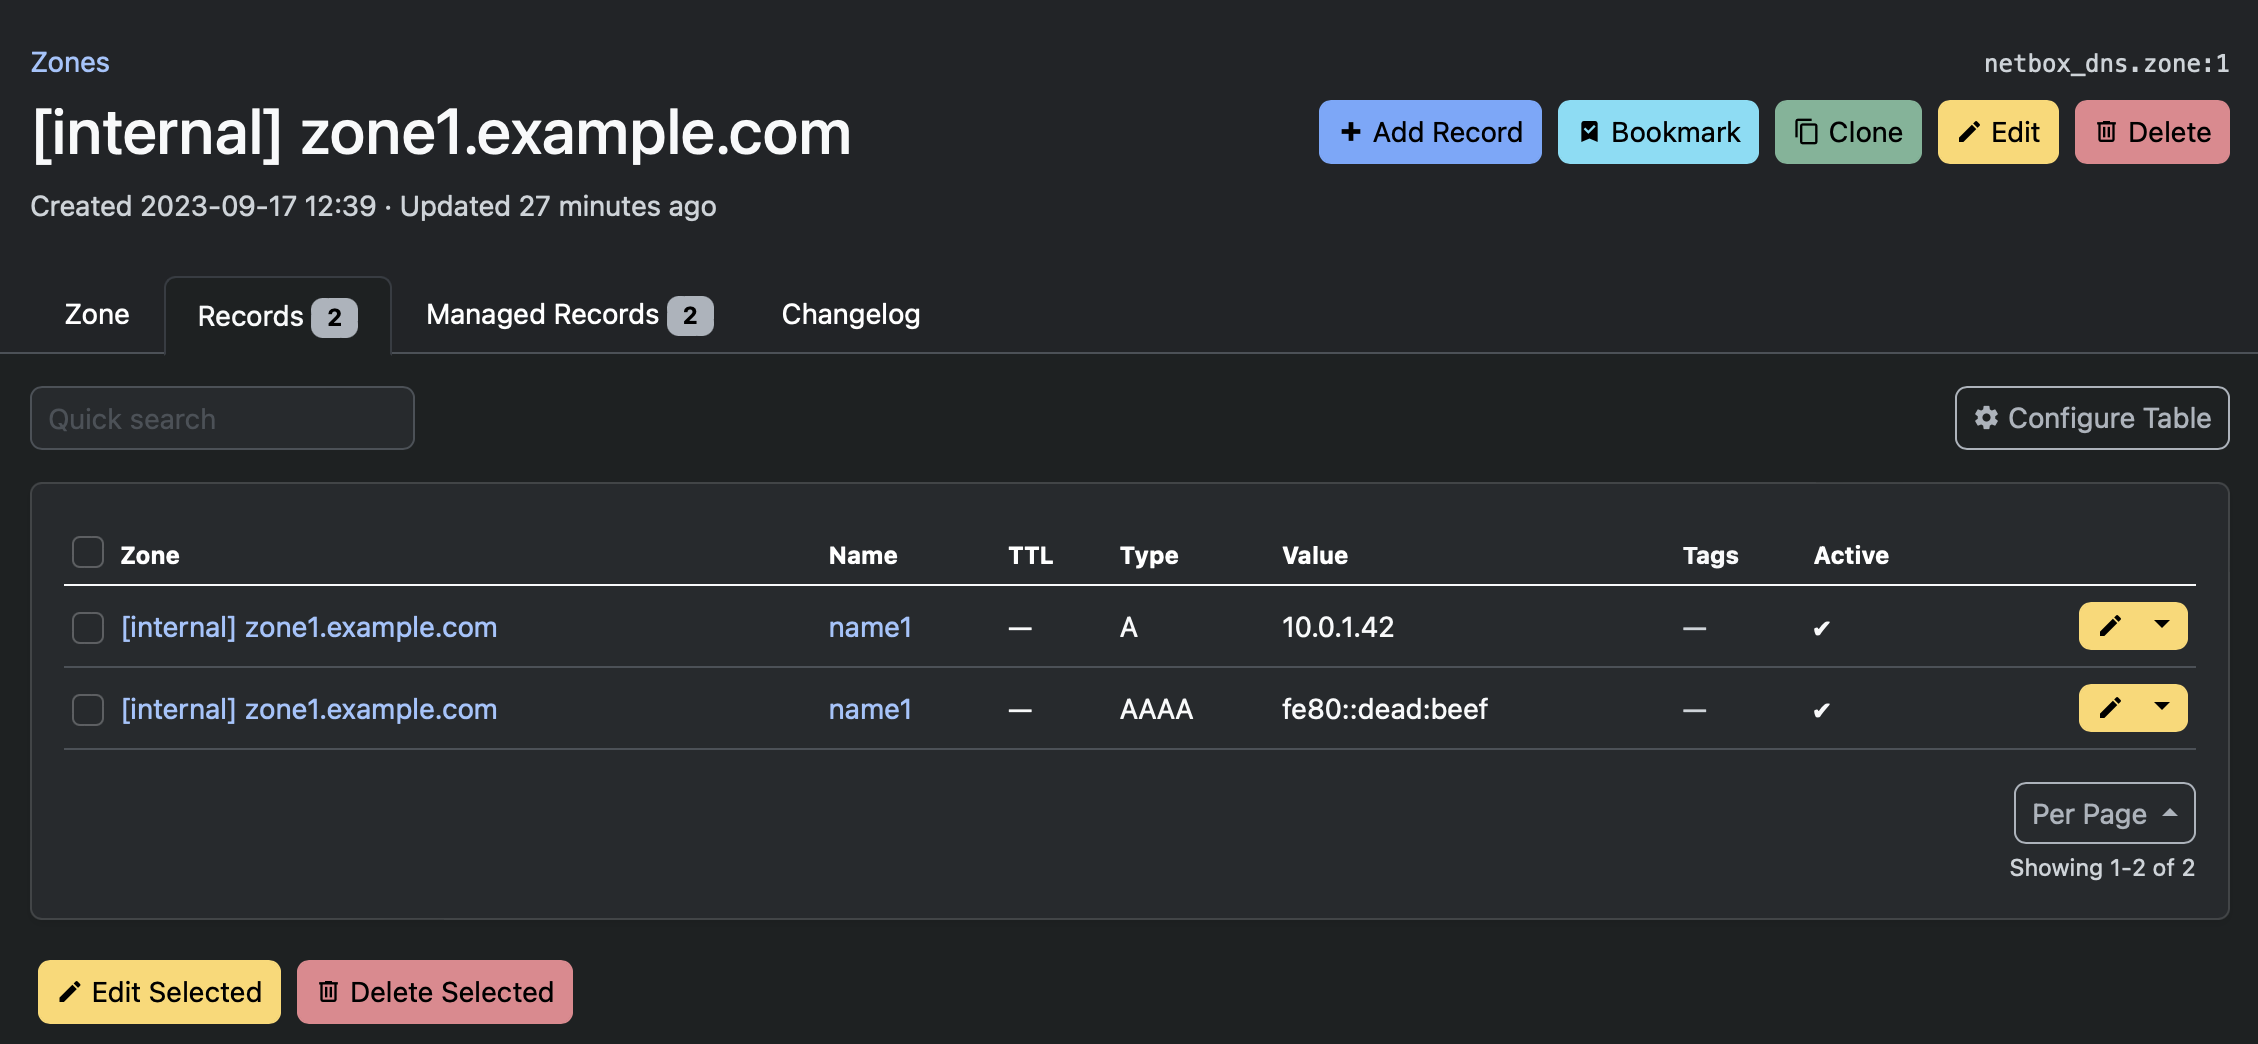 Zones
netbox_dns.zone:1
[internal] zone1.example.com
Add Record Bookmark Clone Edit Delete
Created 2023-09-17 12:39 · Updated 27 minutes ago
Zone Records 2 Managed Records 2 Changelog
Quick search
Configure Table
Zone Name TTL Type Value Tags Active
[internal] zone1.example.com name1 — A 10.0.1.42 — ✔
[internal] zone1.example.com name1 — AAAA fe80::dead:beef — ✔
Per Page
Showing 1-2 of 2
Edit Selected Delete Selected